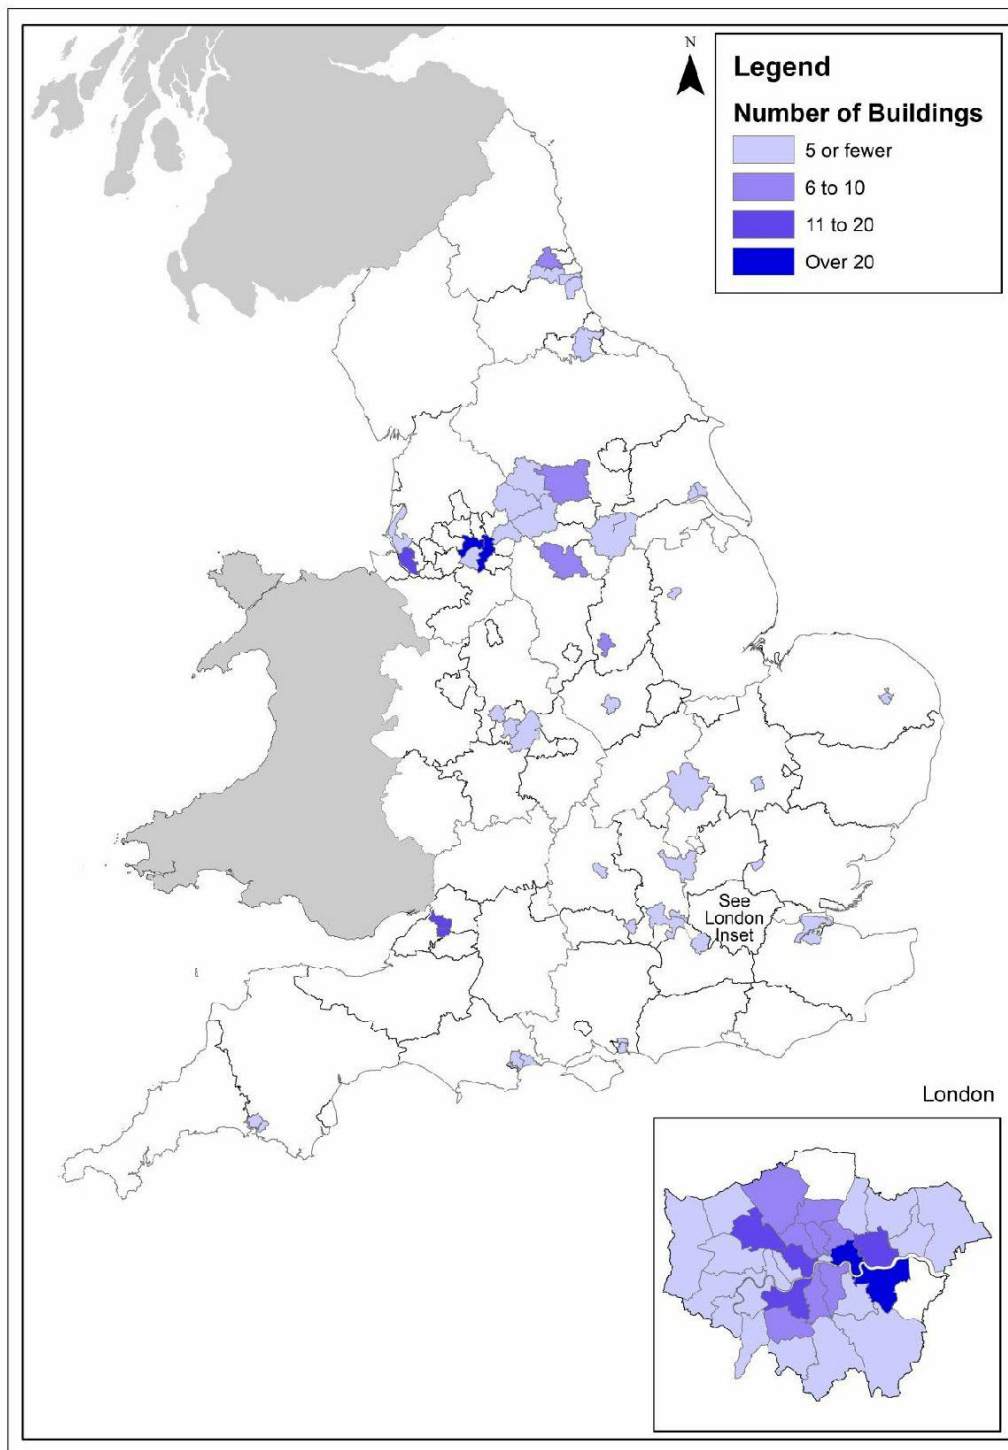 N
Legend
Number of Buildings
5 or fewer
6 to 10
11 to 20
Over 20
See
London
Inset
London